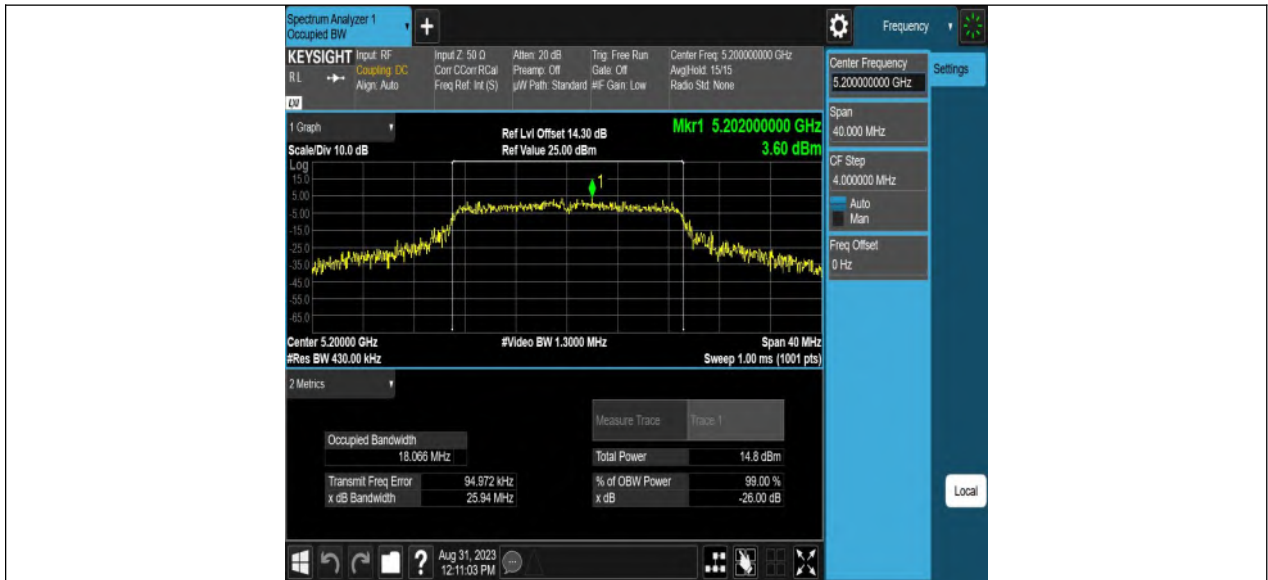 Spectrum Analyzer 1
Occupied BW
+
Frequency
KEYSIGHT
Input: RF
Coupling: DC
Align: Auto
Input Z: 50 Ω
Corr CCorr RCal
Freq Ref: Int (S)
Atten: 20 dB
Preamp: Off
µW Path: Standard
Trig: Free Run
Gate: Off
#IF Gain: Low
Center Freq: 5.200000000 GHz
Avg|Hold: 15/15
Radio Std: None
RL
LXI
Center Frequency
5.200000000 GHz
Settings
Span
40.000 MHz
CF Step
4.000000 MHz
Auto
Man
Freq Offset
0 Hz
1 Graph
Scale/Div 10.0 dB
Ref Lvl Offset 14.30 dB
Ref Value 25.00 dBm
Mkr1 5.202000000 GHz
3.60 dBm
Log
15.0
5.00
-5.00
-15.0
-25.0
-35.0
-45.0
-55.0
-65.0
1
Center 5.20000 GHz
#Res BW 430.00 kHz
#Video BW 1.3000 MHz
Span 40 MHz
Sweep 1.00 ms (1001 pts)
2 Metrics
Measure Trace
Trace 1
Occupied Bandwidth
18.066 MHz
Total Power
14.8 dBm
Transmit Freq Error
94.972 kHz
% of OBW Power
99.00 %
x dB Bandwidth
25.94 MHz
x dB
-26.00 dB
Local
?
Aug 31, 2023
12:11:03 PM